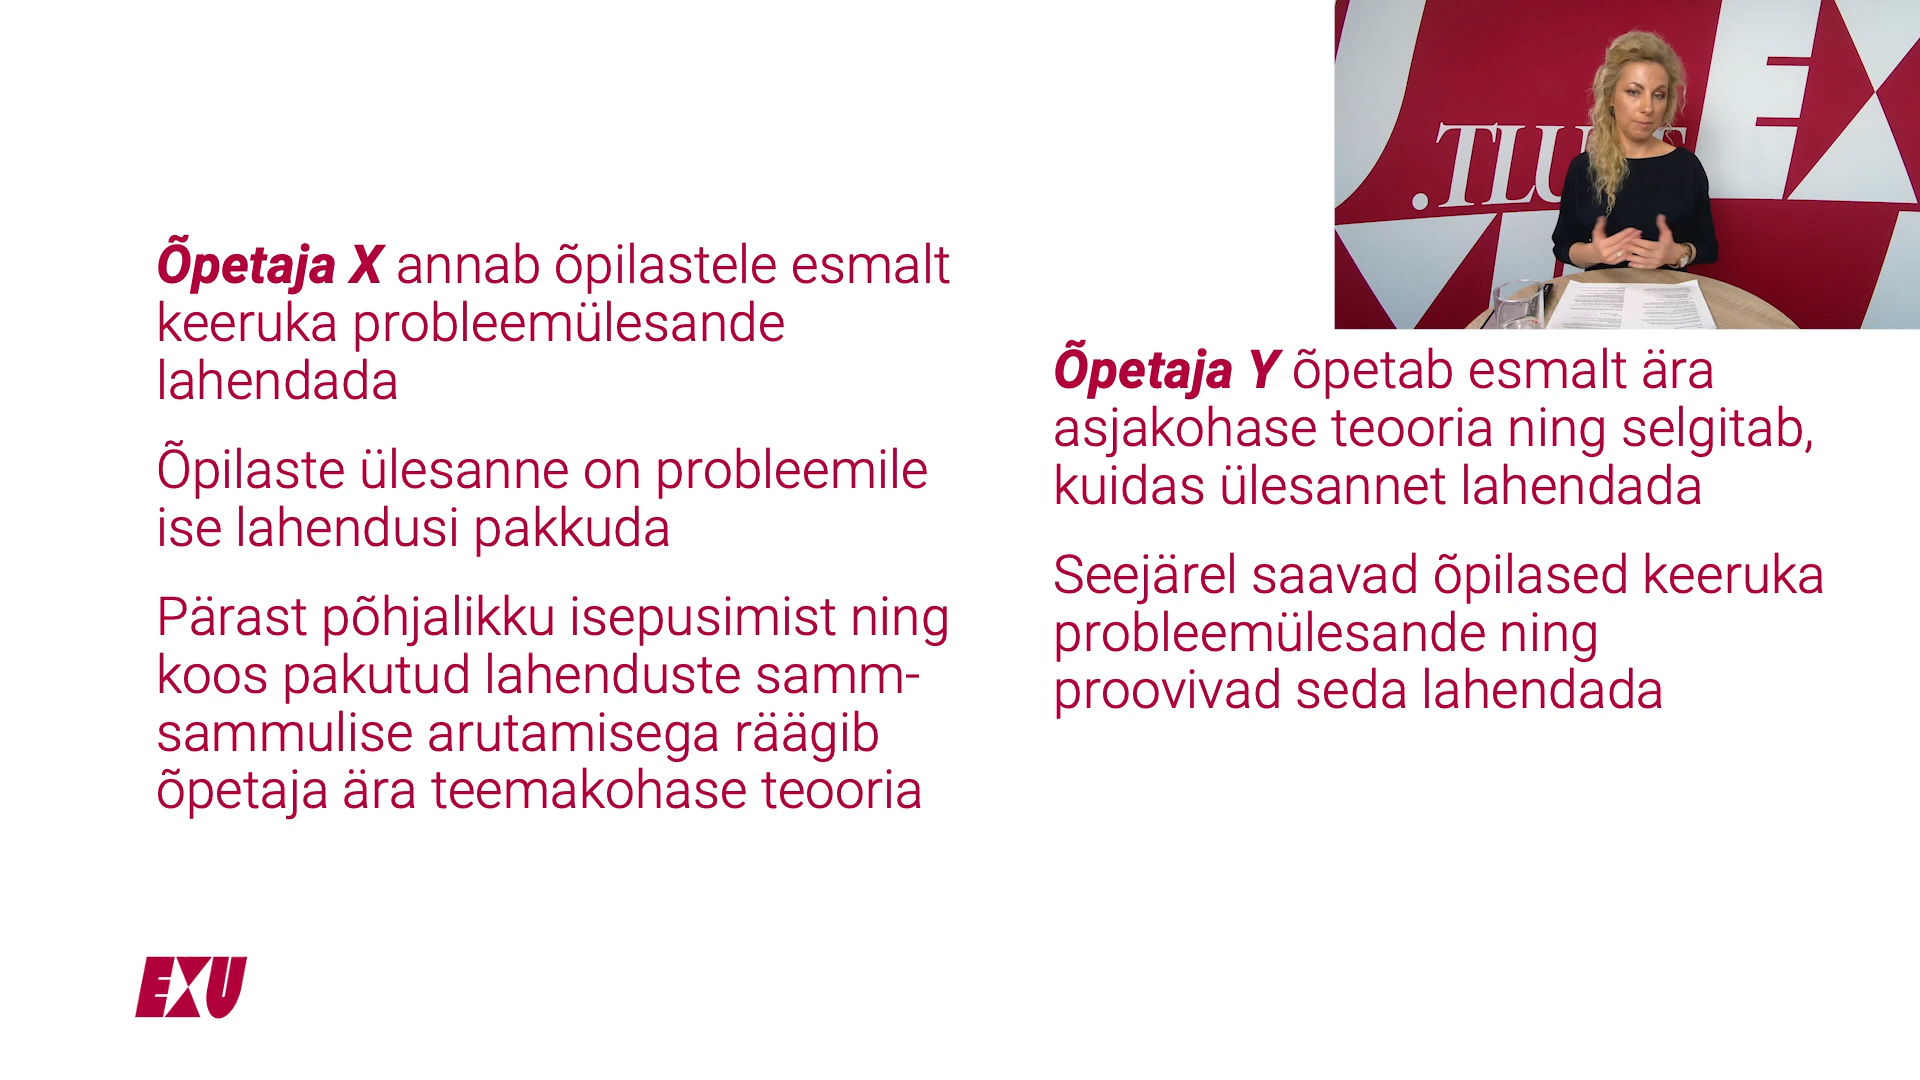 Õpetaja X annab õpilastele esmalt
keeruka probleemülesande
lahendada
Õpilaste ülesanne on probleemile
ise lahendusi pakkuda
Pärast põhjalikku isepusimist ning
koos pakutud lahenduste samm-
sammulise arutamisega räägib
õpetaja ära teemakohase teooria
Õpetaja Y õpetab esmalt ära
asjakohase teooria ning selgitab,
kuidas ülesannet lahendada
Seejärel saavad õpilased keeruka
probleemülesande ning
proovivad seda lahendada
EXU
.TLU
EX